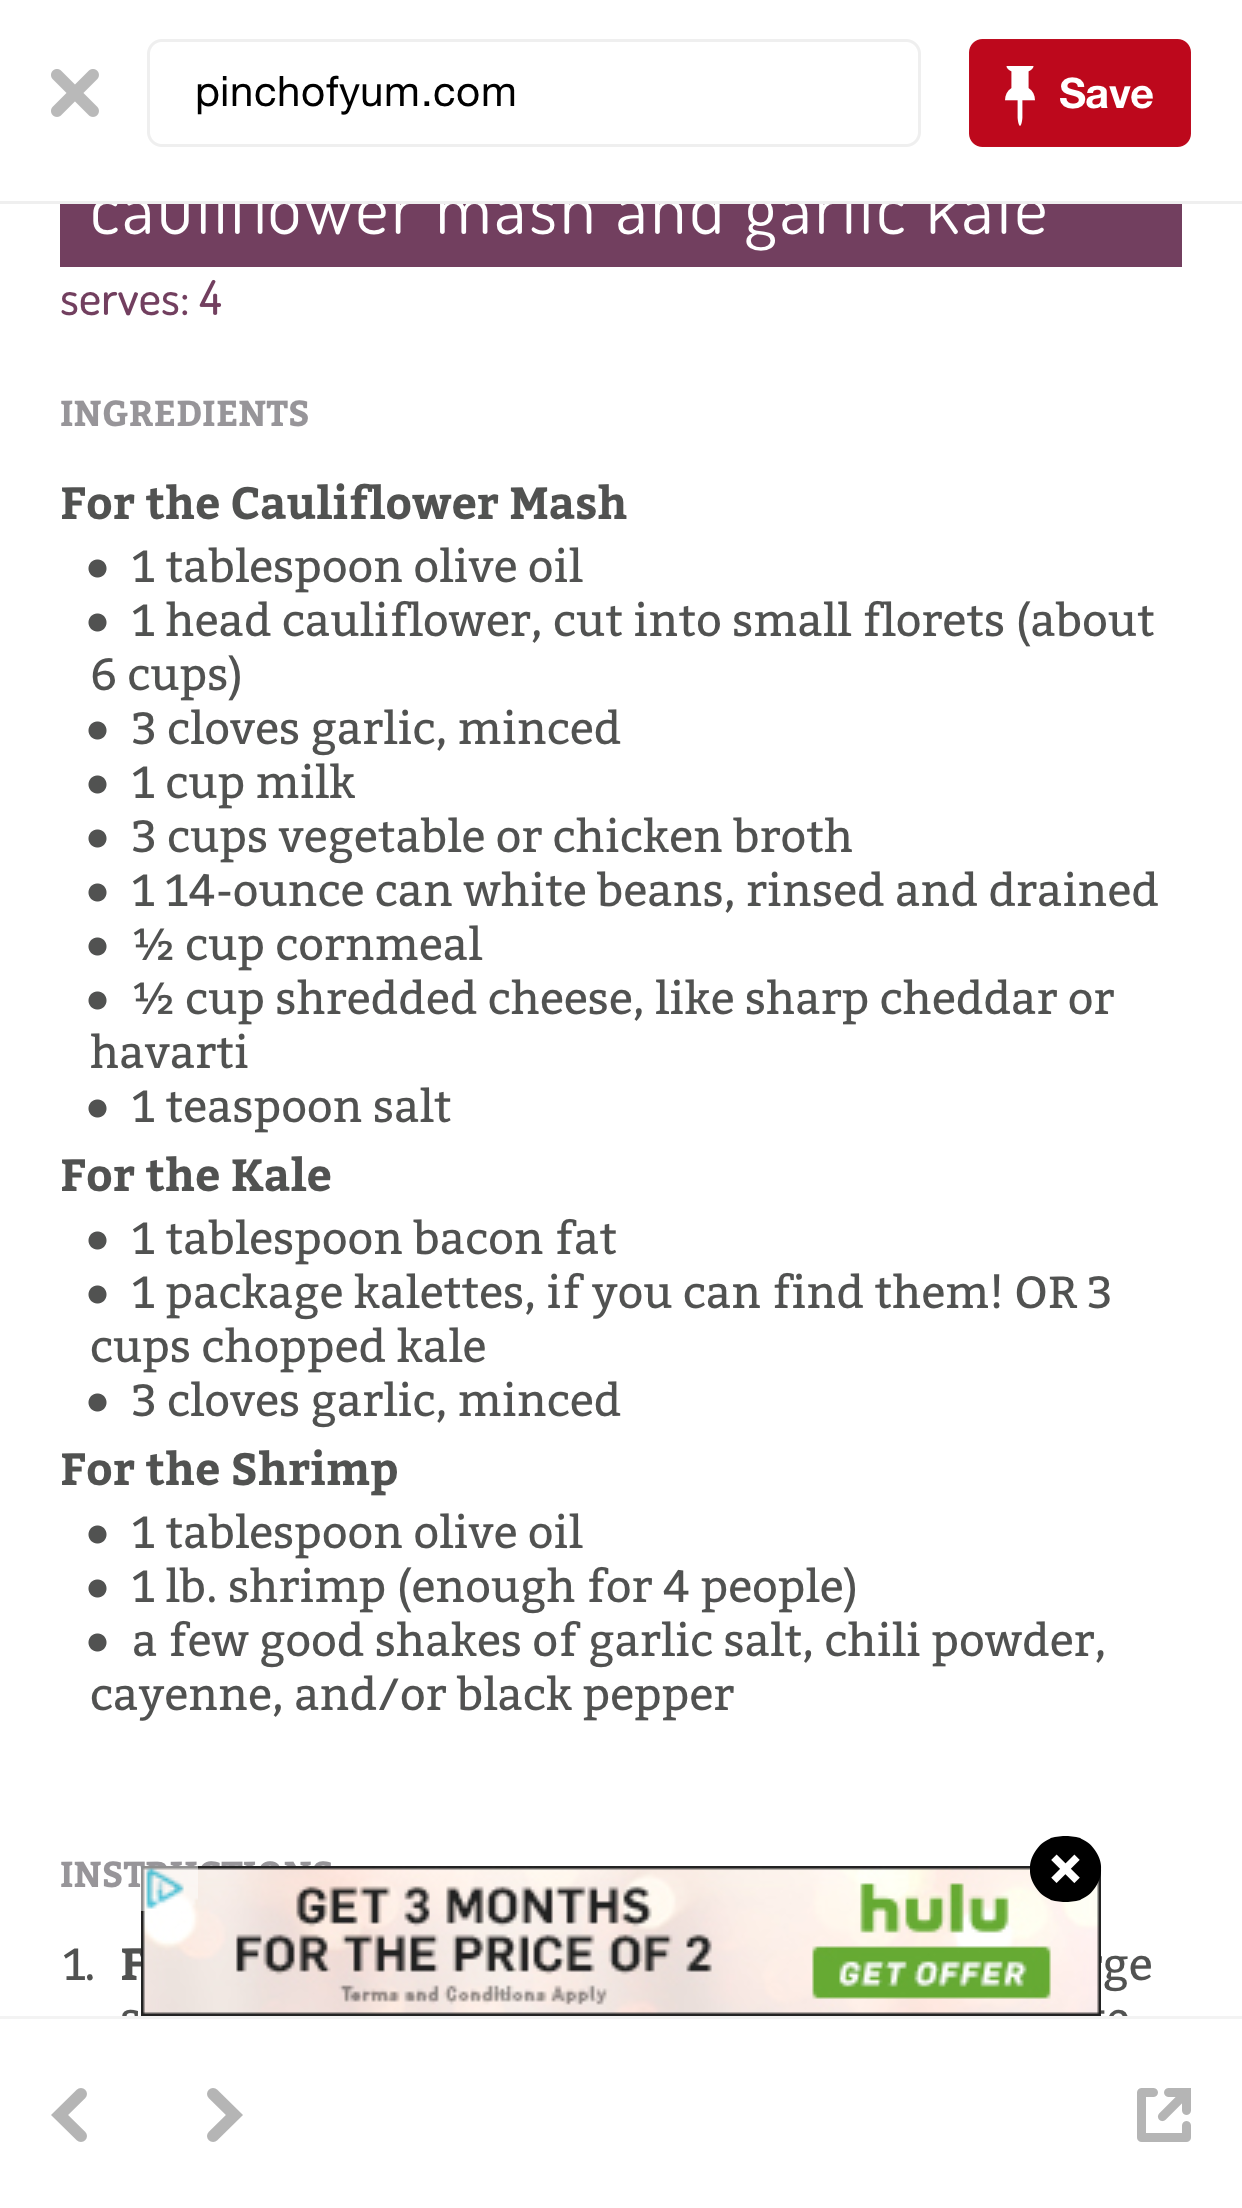 pinchofyum.com
Save
cauliflower mash and garlic kale
serves: 4
INGREDIENTS
For the Cauliflower Mash
• 1 tablespoon olive oil
• 1 head cauliflower, cut into small florets (about
6 cups)
• 3 cloves garlic, minced
• 1 cup milk
• 3 cups vegetable or chicken broth
• 1 14-ounce can white beans, rinsed and drained
• ½ cup cornmeal
• ½ cup shredded cheese, like sharp cheddar or
havarti
• 1 teaspoon salt
For the Kale
• 1 tablespoon bacon fat
• 1 package kalettes, if you can find them! OR 3
cups chopped kale
• 3 cloves garlic, minced
For the Shrimp
• 1 tablespoon olive oil
• 1 lb. shrimp (enough for 4 people)
• a few good shakes of garlic salt, chili powder,
cayenne, and/or black pepper
INSTRUCTIONS
GET 3 MONTHS
FOR THE PRICE OF 2
Terms and Conditions Apply
hulu
GET OFFER
1.